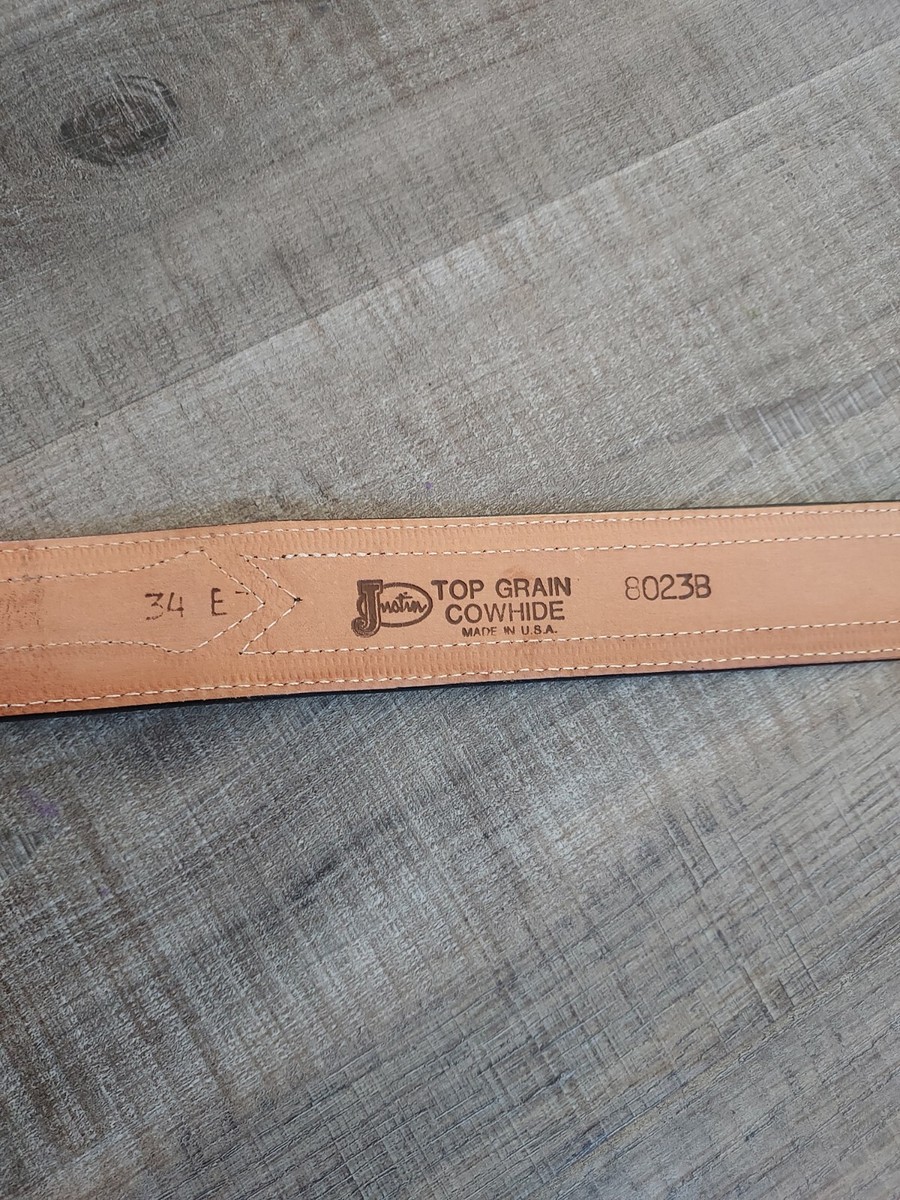 34 E
Justin
TOP GRAIN
COWHIDE
MADE IN U.S.A.
8023B